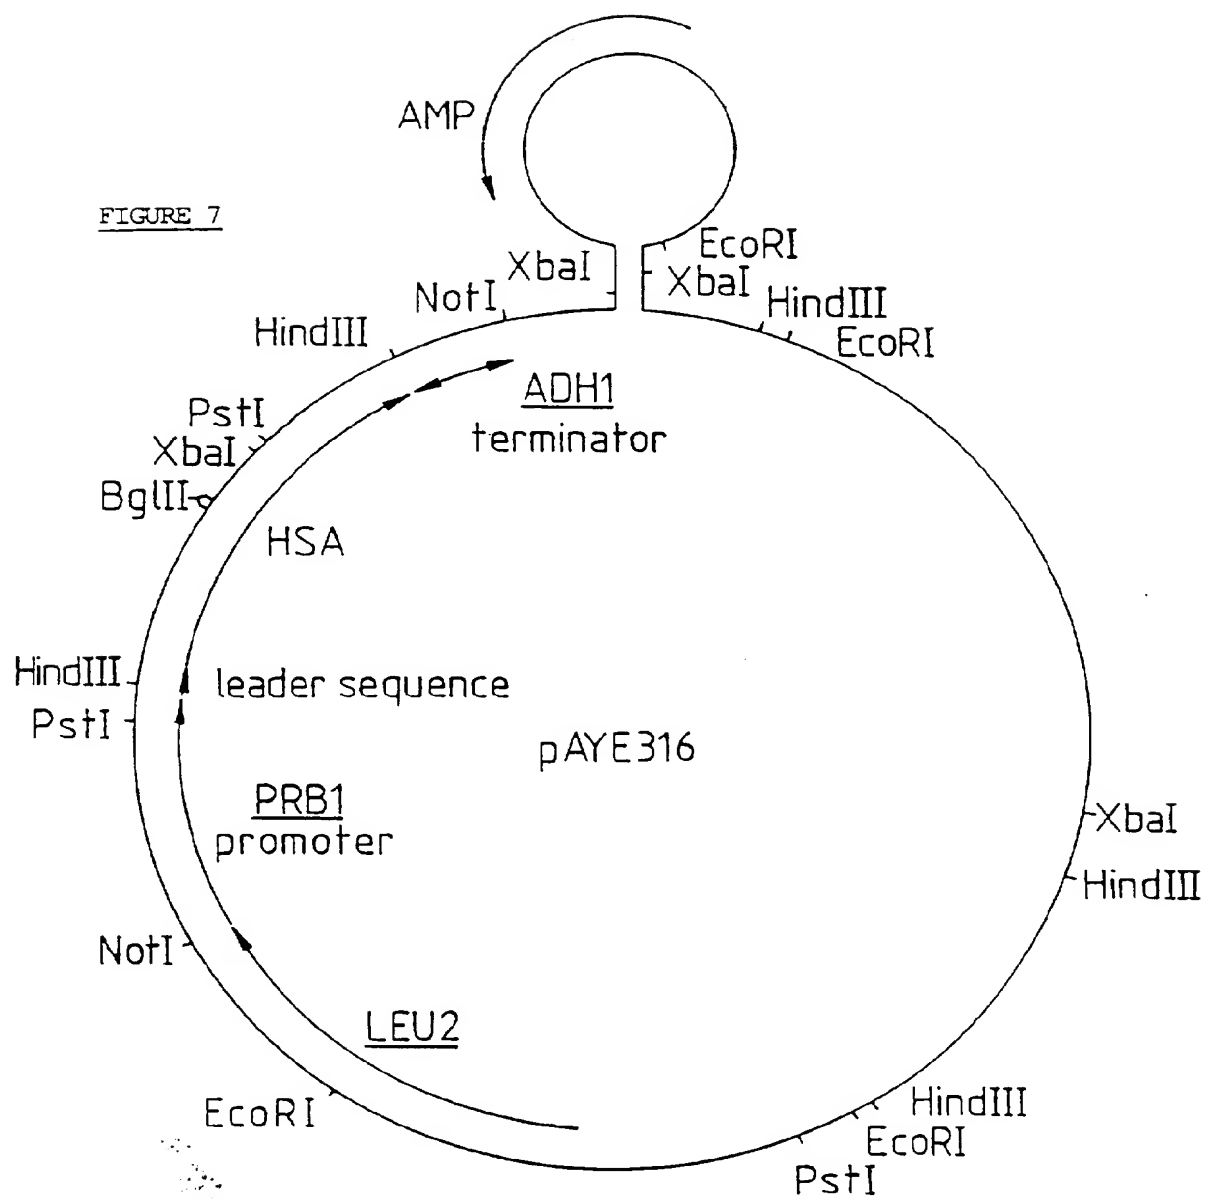 AMP
FIGURE 7
EcoRI
XbaI
XbaI
NotI
HindIII
HindIII
EcoRI
ADH1
terminator
PstI
XbaI
BglII
HSA
HindIII
leader sequence
PstI
pAYE316
PRB1
promoter
XbaI
HindIII
NotI
LEU2
EcoRI
HindIII
EcoRI
PstI